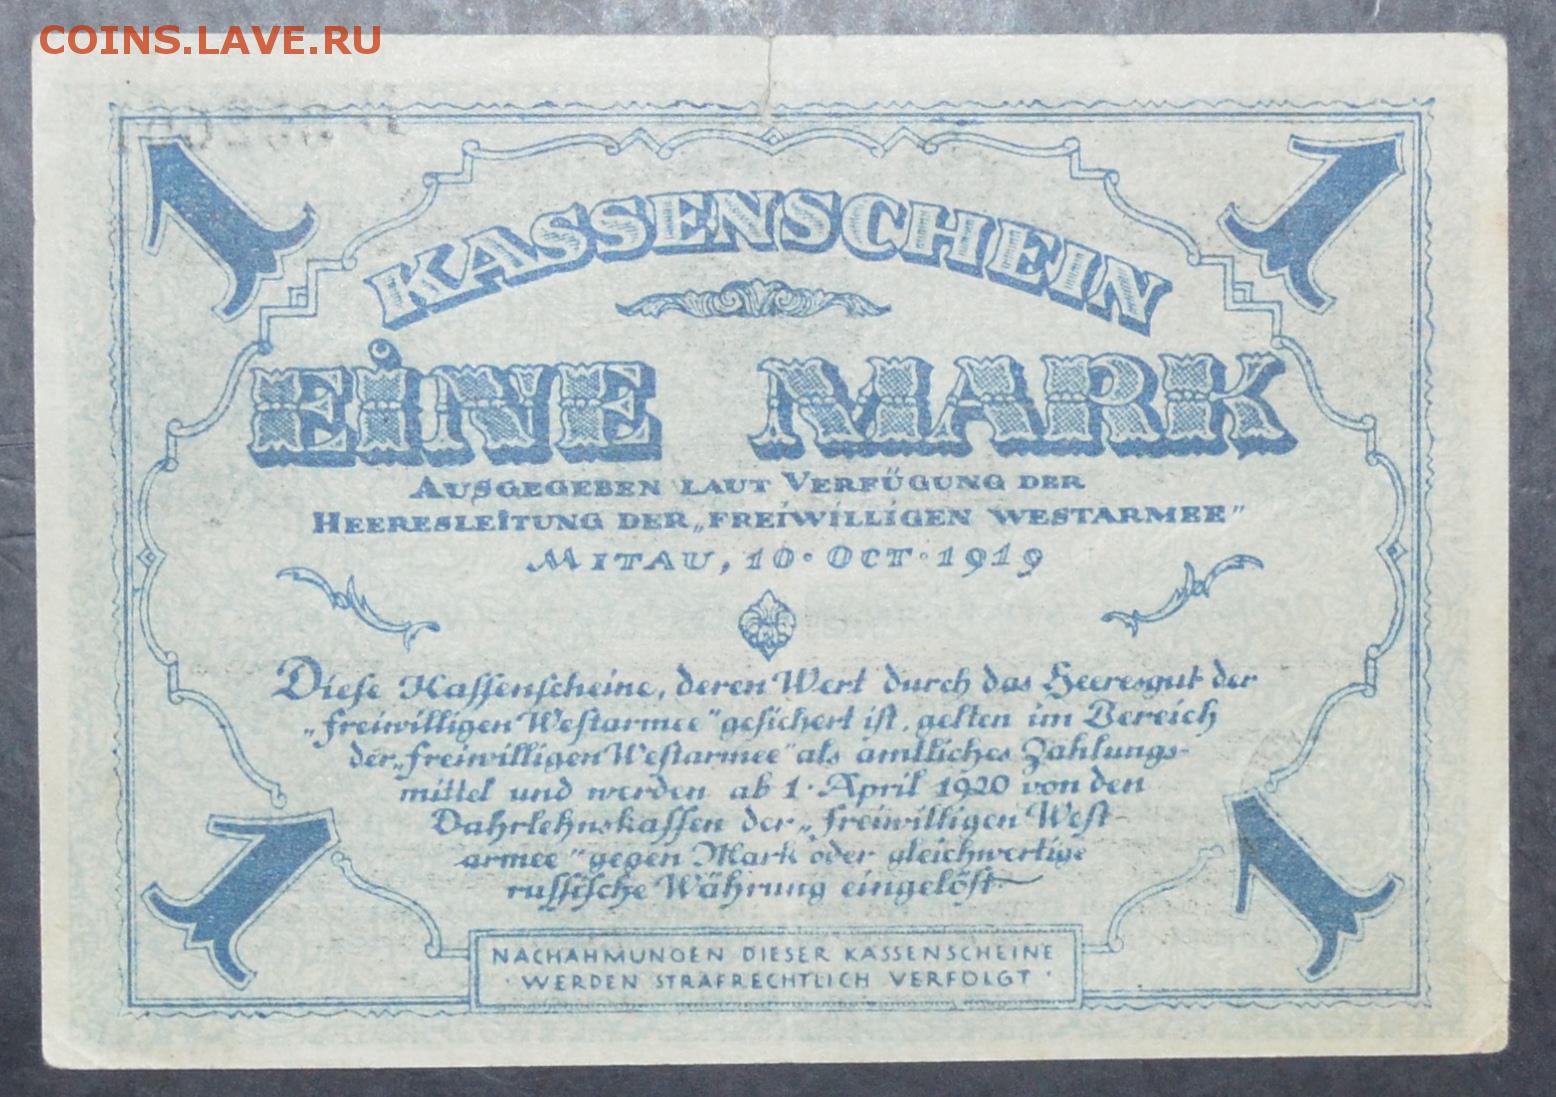 COINS.LAVE.RU
1 1
KASSENSCHEIN
EINE MARK
AUSGEGEBEN LAUT VERFÜGUNG DER
HEERESLEITUNG DER „FREIWILLIGEN WESTARMEE"
MITAU, 10. OCT. 1919
Diese Kassenscheine, deren Wert durch das Heeresgut der
„freiwilligen Westarmee" gesichert ist, gelten im Bereich
der „freiwilligen Westarmee" als amtliches Zahlungs-
mittel und werden ab 1. April 1920 von den
Dahrlehnskassen der „freiwilligen West-
armee" gegen Mark oder gleichwertige
russische Währung eingelöst
1 1
NACHAHMUNGEN DIESER KASSENSCHEINE
· WERDEN STRAFRECHTLICH VERFOLGT ·